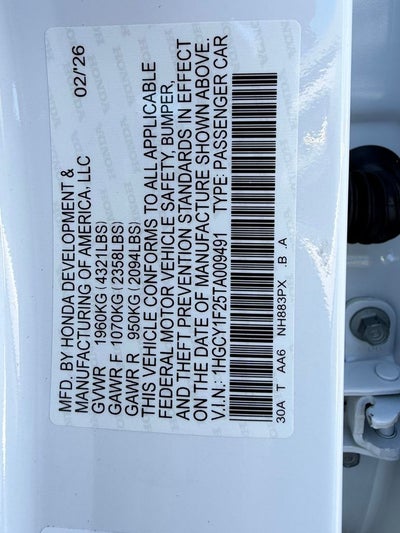 MFD. BY HONDA DEVELOPMENT & 02/'26
MANUFACTURING OF AMERICA, LLC
GVWR 1960KG (4321LBS)
GAWR F 1070KG (2358LBS)
GAWR R 950KG (2094LBS)
THIS VEHICLE CONFORMS TO ALL APPLICABLE
FEDERAL MOTOR VEHICLE SAFETY, BUMPER,
AND THEFT PREVENTION STANDARDS IN EFFECT
ON THE DATE OF MANUFACTURE SHOWN ABOVE.
V.I.N.: 1HGCY1F25TA009491 TYPE: PASSENGER CAR
30A T AA6 NH883PX .B .A